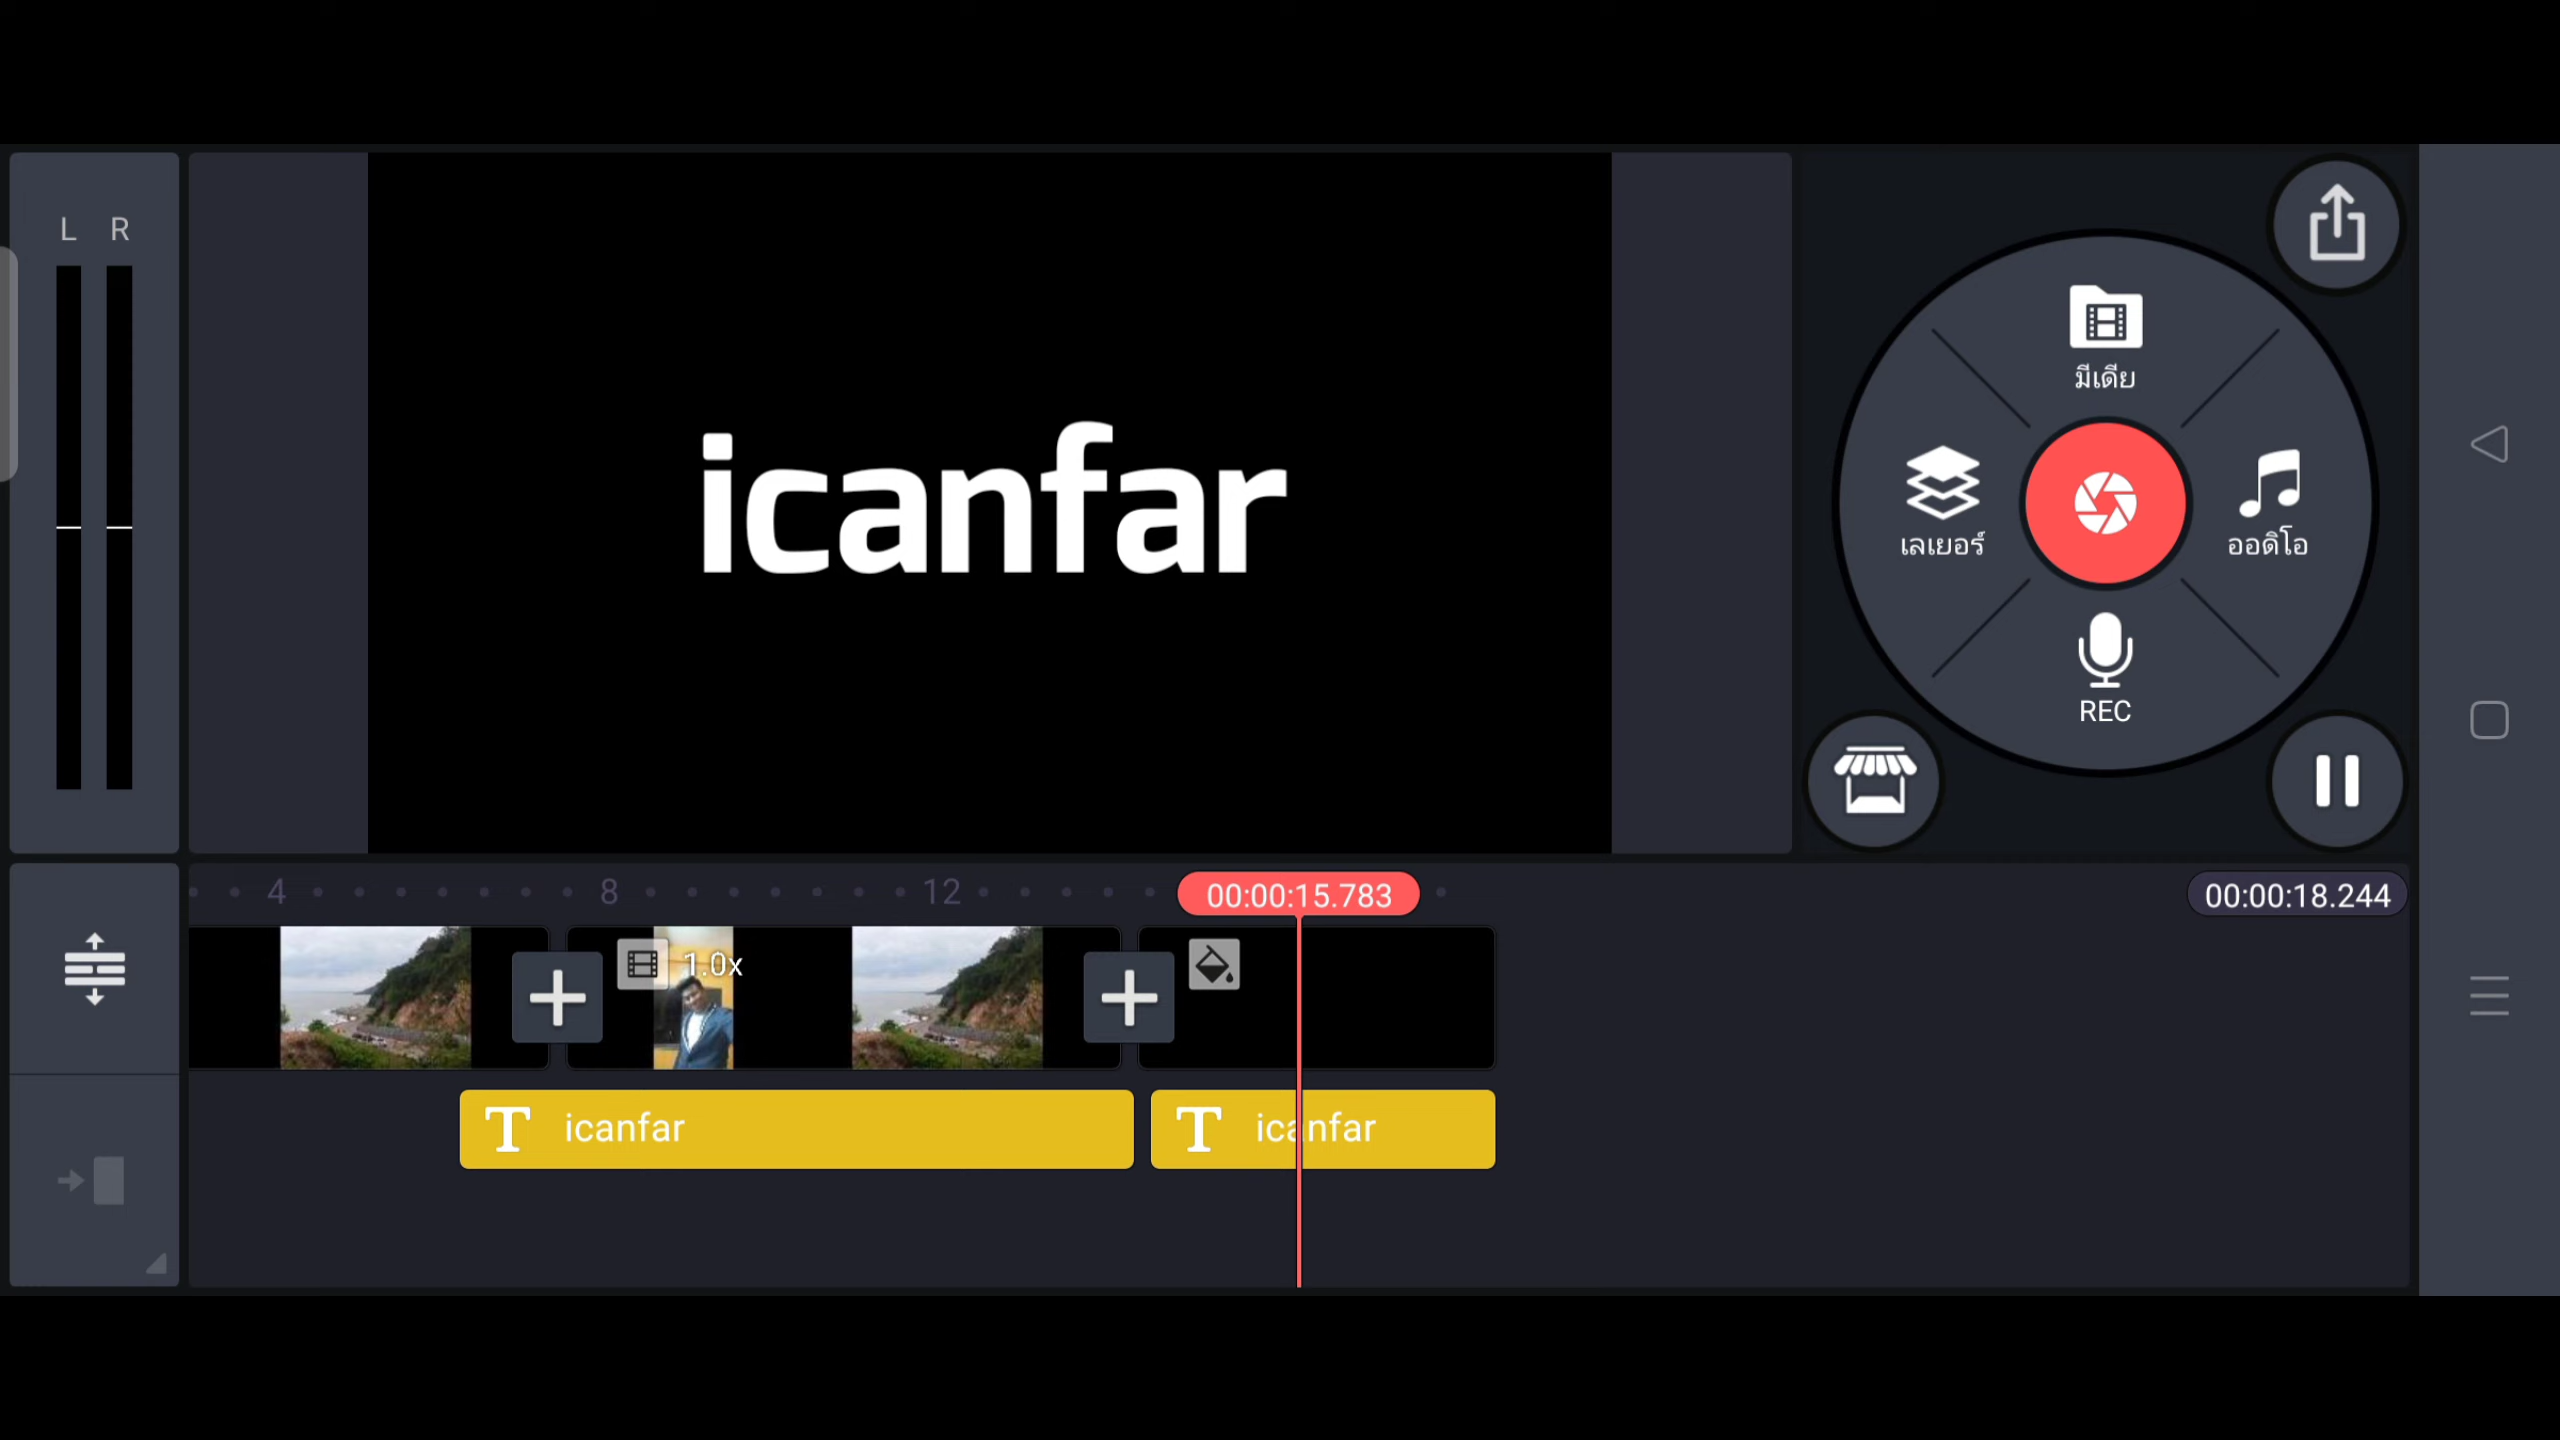 L R
icanfar
มีเดีย
เลเยอร์
ออดิโอ
REC
4 8 12 00:00:15.783 00:00:18.244
1.0x
T icanfar T icanfar